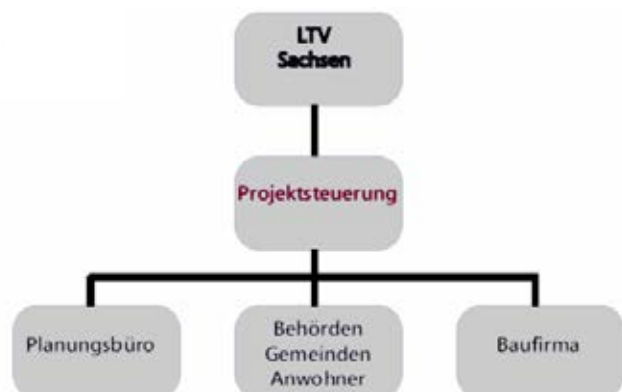 LTV
Sachsen
Projektsteuerung
Planungsbüro
Behörden
Gemeinden
Anwohner
Baufirma